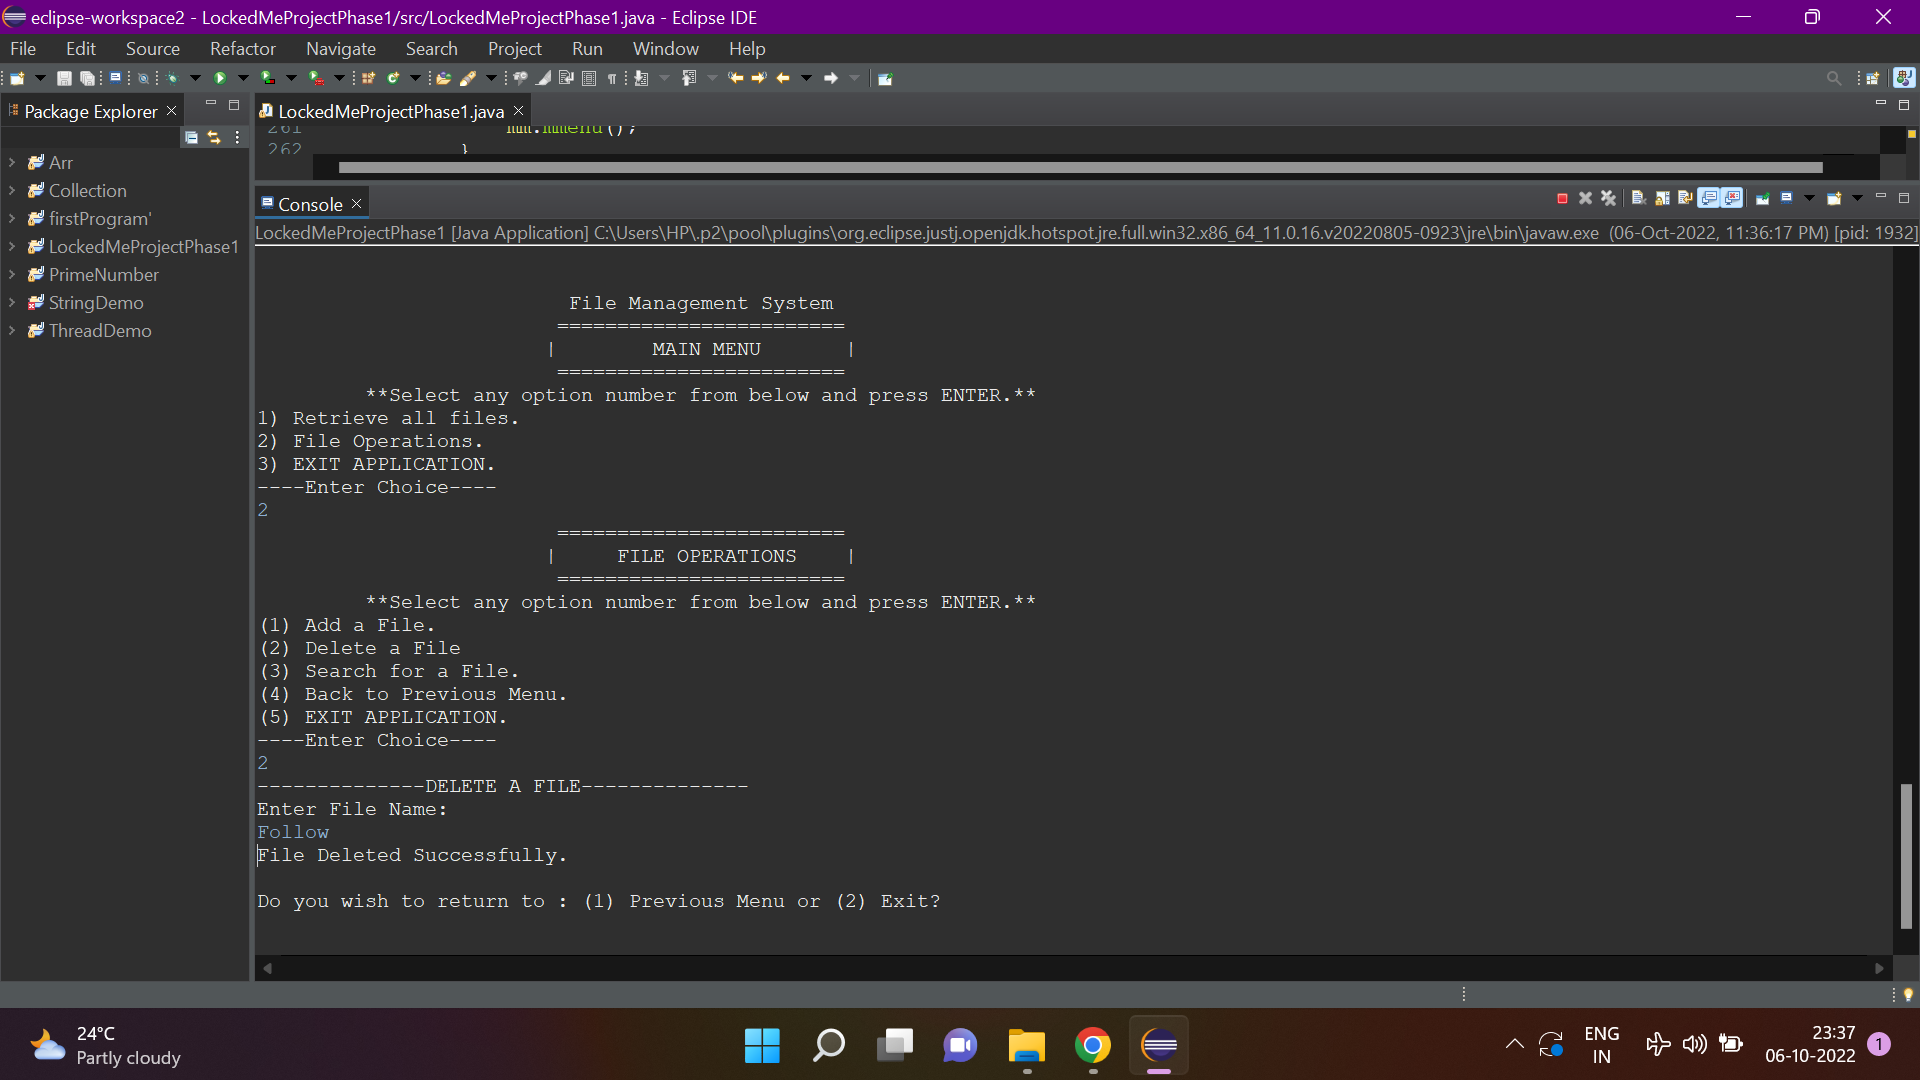 eclipse-workspace2 - LockedMeProjectPhase1/src/LockedMeProjectPhase1.java - Eclipse IDE
File Edit Source Refactor Navigate Search Project Run Window Help
Package Explorer
LockedMeProjectPhase1.java
261 mm.mmenu();
262 }
Arr
Collection
firstProgram'
LockedMeProjectPhase1
PrimeNumber
StringDemo
ThreadDemo
Console
LockedMeProjectPhase1 [Java Application] C:\Users\HP\.p2\pool\plugins\org.eclipse.justj.openjdk.hotspot.jre.full.win32.x86_64_11.0.16.v20220805-0923\jre\bin\javaw.exe (06-Oct-2022, 11:36:17 PM) [pid: 1932]
File Management System
========================
| MAIN MENU |
========================
**Select any option number from below and press ENTER.**
1) Retrieve all files.
2) File Operations.
3) EXIT APPLICATION.
----Enter Choice----
2
========================
| FILE OPERATIONS |
========================
**Select any option number from below and press ENTER.**
(1) Add a File.
(2) Delete a File
(3) Search for a File.
(4) Back to Previous Menu.
(5) EXIT APPLICATION.
----Enter Choice----
2
--------------DELETE A FILE--------------
Enter File Name:
Follow
File Deleted Successfully.
Do you wish to return to : (1) Previous Menu or (2) Exit?
24°C
Partly cloudy
ENG
IN
23:37
06-10-2022
1